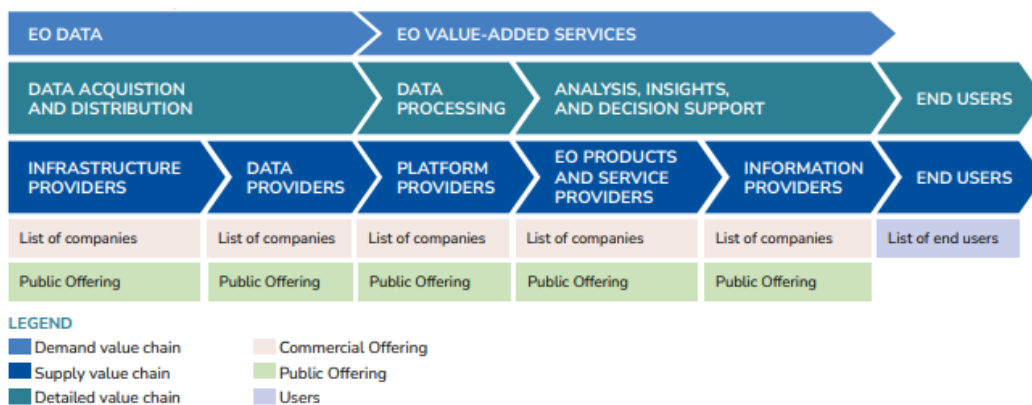 EO DATA
EO VALUE-ADDED SERVICES
DATA ACQUISTION
AND DISTRIBUTION
DATA
PROCESSING
ANALYSIS, INSIGHTS,
AND DECISION SUPPORT
END USERS
INFRASTRUCTURE
PROVIDERS
DATA
PROVIDERS
PLATFORM
PROVIDERS
EO PRODUCTS
AND SERVICE
PROVIDERS
INFORMATION
PROVIDERS
END USERS
List of companies
List of companies
List of companies
List of companies
List of companies
List of end users
Public Offering
Public Offering
Public Offering
Public Offering
Public Offering
LEGEND
Demand value chain
Commercial Offering
Supply value chain
Public Offering
Detailed value chain
Users